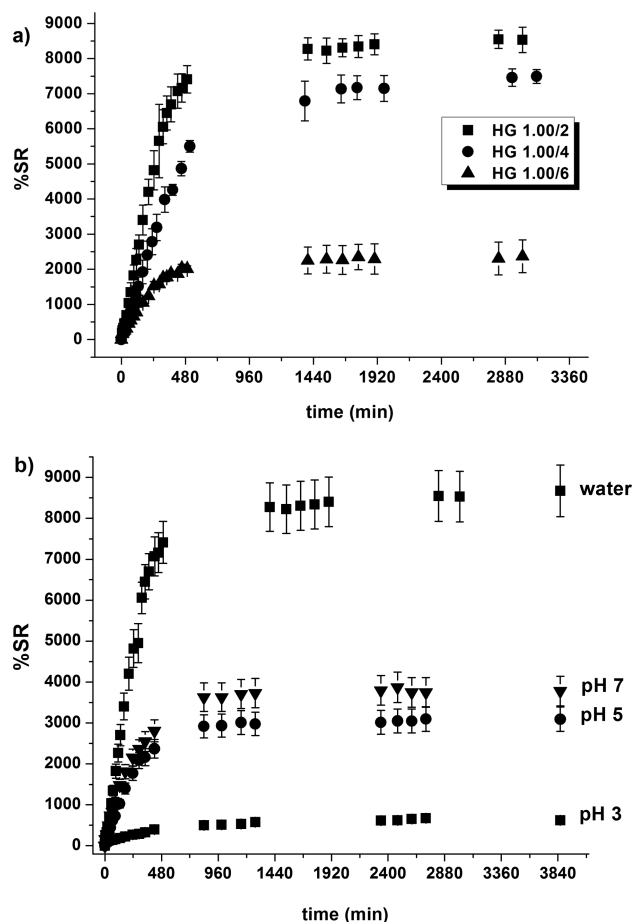 a)
9000
8000
7000
6000
5000
4000
3000
2000
1000
0
%SR
HG 1.00/2
HG 1.00/4
HG 1.00/6
0 480 960 1440 1920 2400 2880 3360
time (min)
b)
9000
8000
7000
6000
5000
4000
3000
2000
1000
0
%SR
water
pH 7
pH 5
pH 3
0 480 960 1440 1920 2400 2880 3360 3840
time (min)